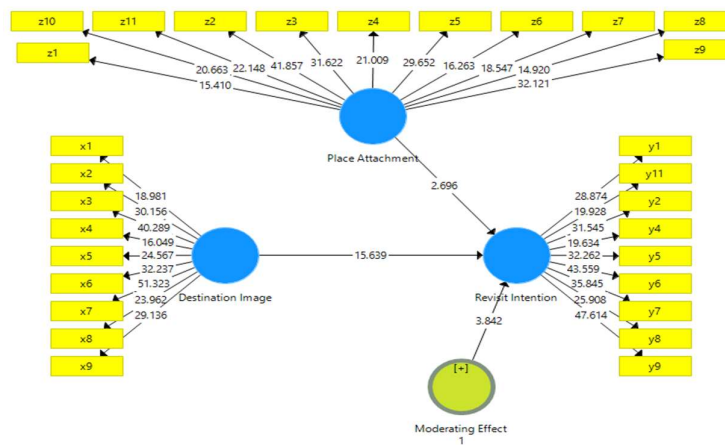 z10
z11
z2
z3
z4
z5
z6
z7
z8
z1
z9
20.663
22.148
41.857
31.622
21.009
29.652
16.263
18.547
14.920
15.410
32.121
Place Attachment
x1
x2
x3
x4
x5
x6
x7
x8
x9
18.981
30.156
40.289
16.049
24.567
32.237
51.323
23.962
29.136
Destination Image
2.696
15.639
3.842
Revisit Intention
y1
y11
y2
y4
y5
y6
y7
y8
y9
28.874
19.928
31.545
19.634
32.262
43.559
35.845
25.908
47.614
[+]
Moderating Effect
1